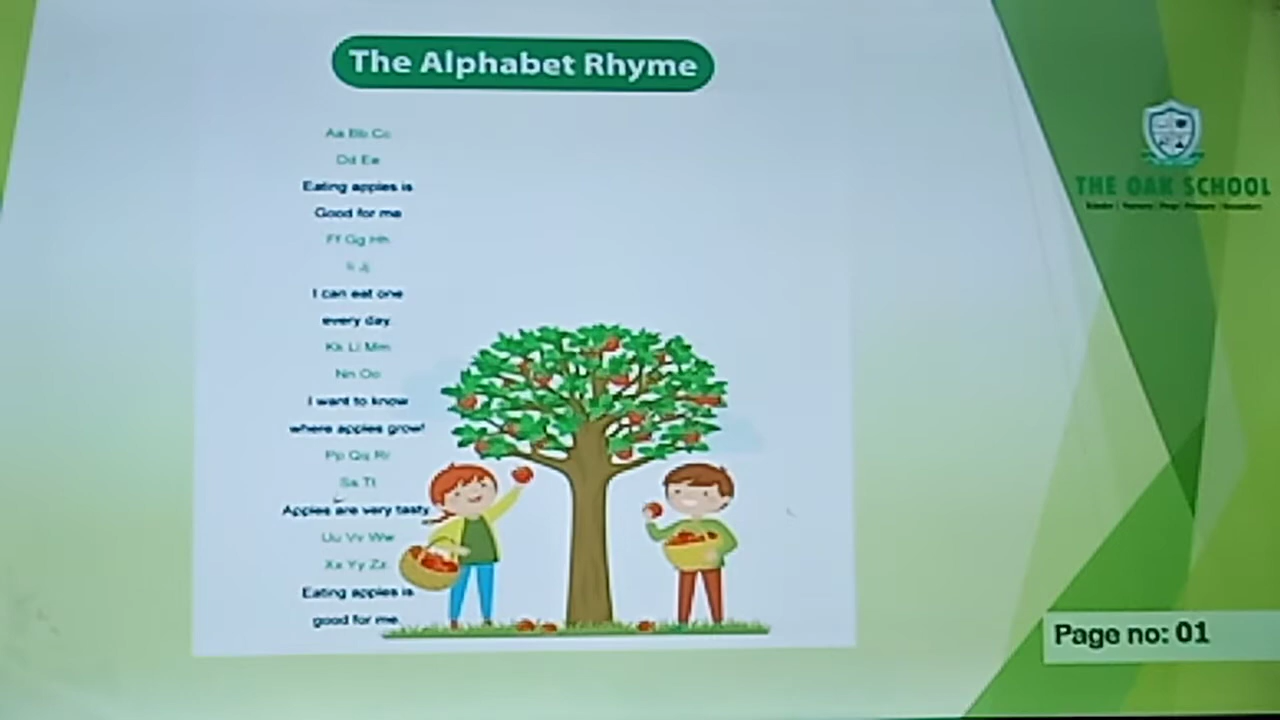 The Alphabet Rhyme
Aa Bb Cc
Dd Ee
Eating apples is
Good for me
Ff Gg Hh
Ii Jj
I can eat one
every day
Kk Ll Mm
Nn Oo
I want to know
where apples grow!
Pp Qq Rr
Ss Tt
Apples are very tasty
Uu Vv Ww
Xx Yy Zz
Eating apples is
good for me
THE OAK SCHOOL
Page no: 01